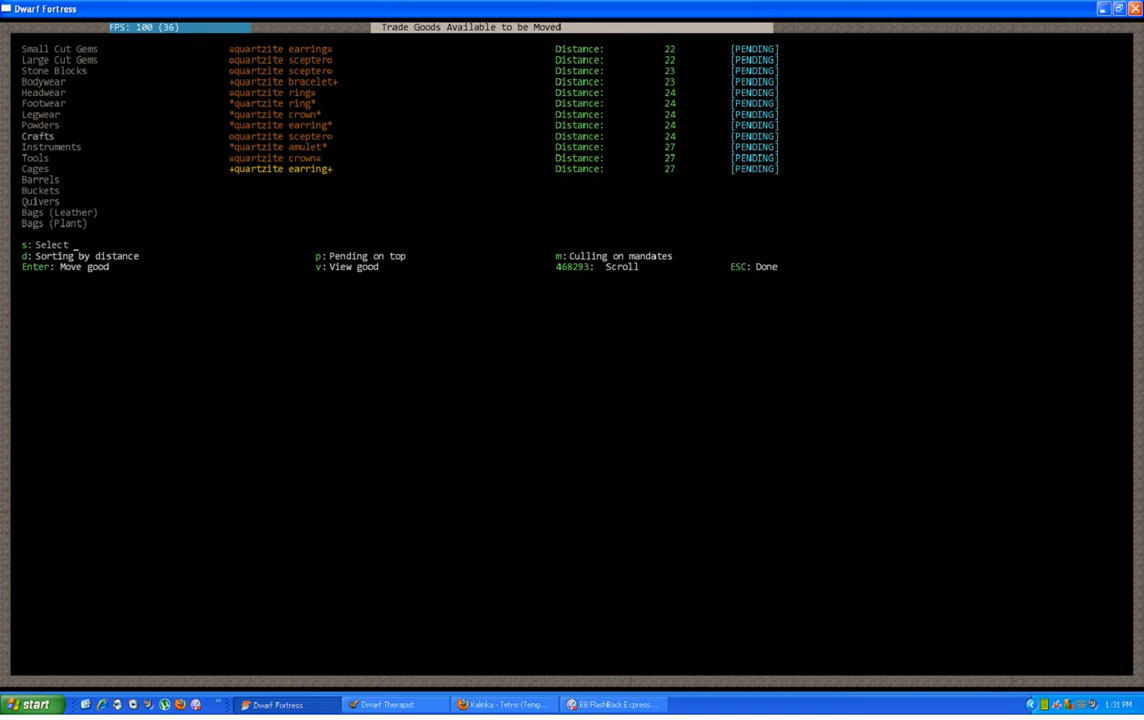 Dwarf Fortress
FPS: 100 (36)
Trade Goods Available to be Moved
Small Cut Gems ≡quartzite earring≡ Distance: 22 [PENDING]
Large Cut Gems ¤quartzite scepter¤ Distance: 22 [PENDING]
Stone Blocks ¤quartzite scepter¤ Distance: 23 [PENDING]
Bodywear +quartzite bracelet+ Distance: 23 [PENDING]
Headwear ≡quartzite ring≡ Distance: 24 [PENDING]
Footwear *quartzite ring* Distance: 24 [PENDING]
Legwear *quartzite crown* Distance: 24 [PENDING]
Powders *quartzite earring* Distance: 24 [PENDING]
Crafts ¤quartzite scepter¤ Distance: 24 [PENDING]
Instruments *quartzite amulet* Distance: 27 [PENDING]
Tools ≡quartzite crown≡ Distance: 27 [PENDING]
Cages +quartzite earring+ Distance: 27 [PENDING]
Barrels
Buckets
Quivers
Bags (Leather)
Bags (Plant)
s: Select _
d: Sorting by distance p: Pending on top m: Culling on mandates
Enter: Move good v: View good 468293: Scroll ESC: Done
start » Dwarf Fortress Dwarf Therapist Kalinka - Tetris (Teng... BB FlashBack Express... 1:31 PM